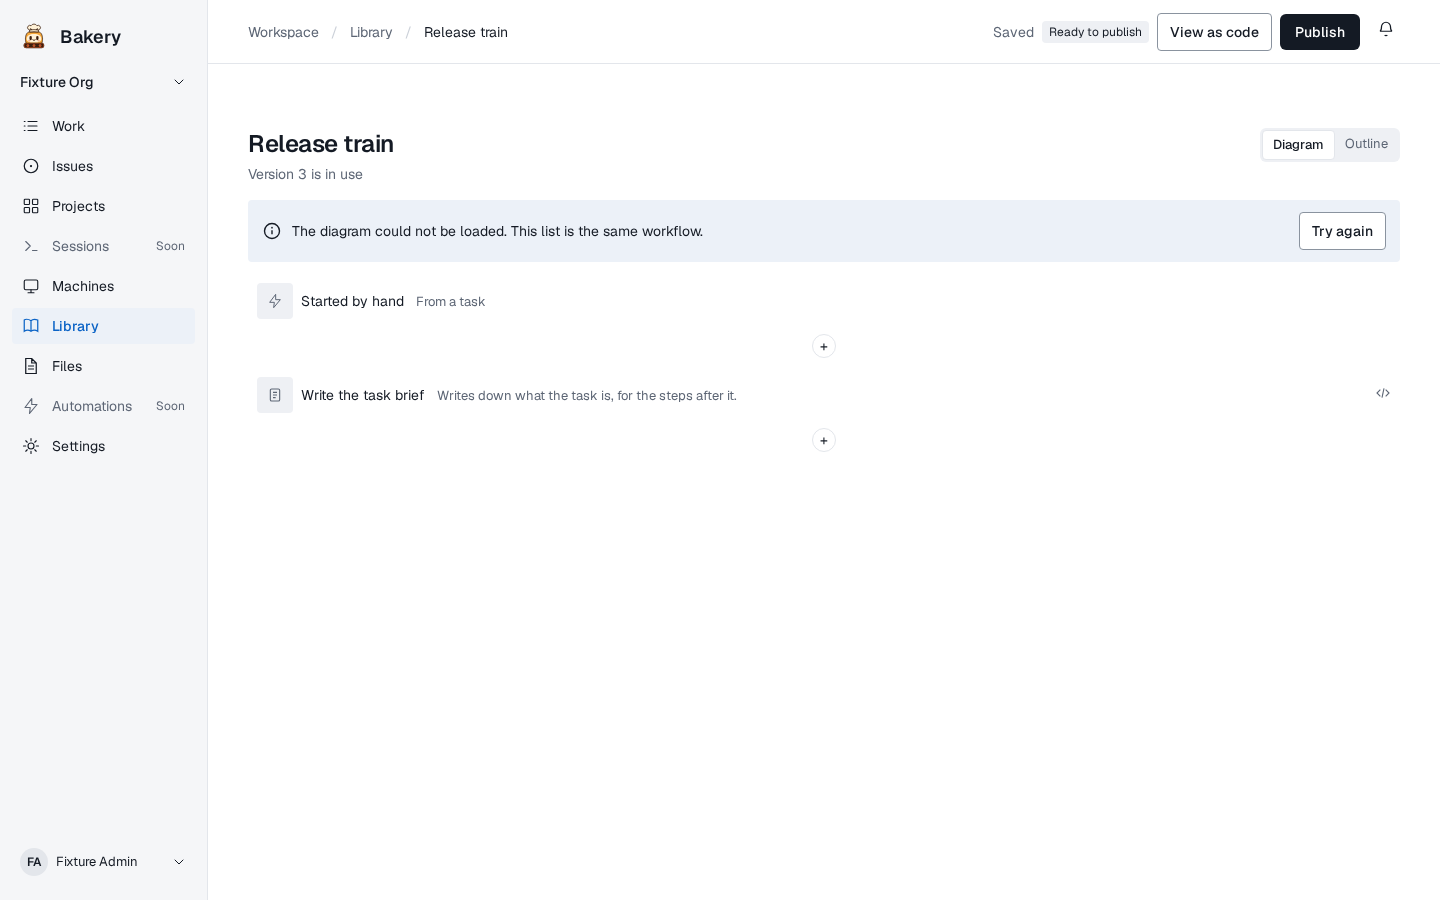 Bakery
Fixture Org
Work
Issues
Projects
Sessions Soon
Machines
Library
Files
Automations Soon
Settings
FA Fixture Admin
Workspace / Library / Release train
Saved Ready to publish View as code Publish
Release train
Diagram Outline
Version 3 is in use
The diagram could not be loaded. This list is the same workflow. Try again
Started by hand From a task
+
Write the task brief Writes down what the task is, for the steps after it.
+